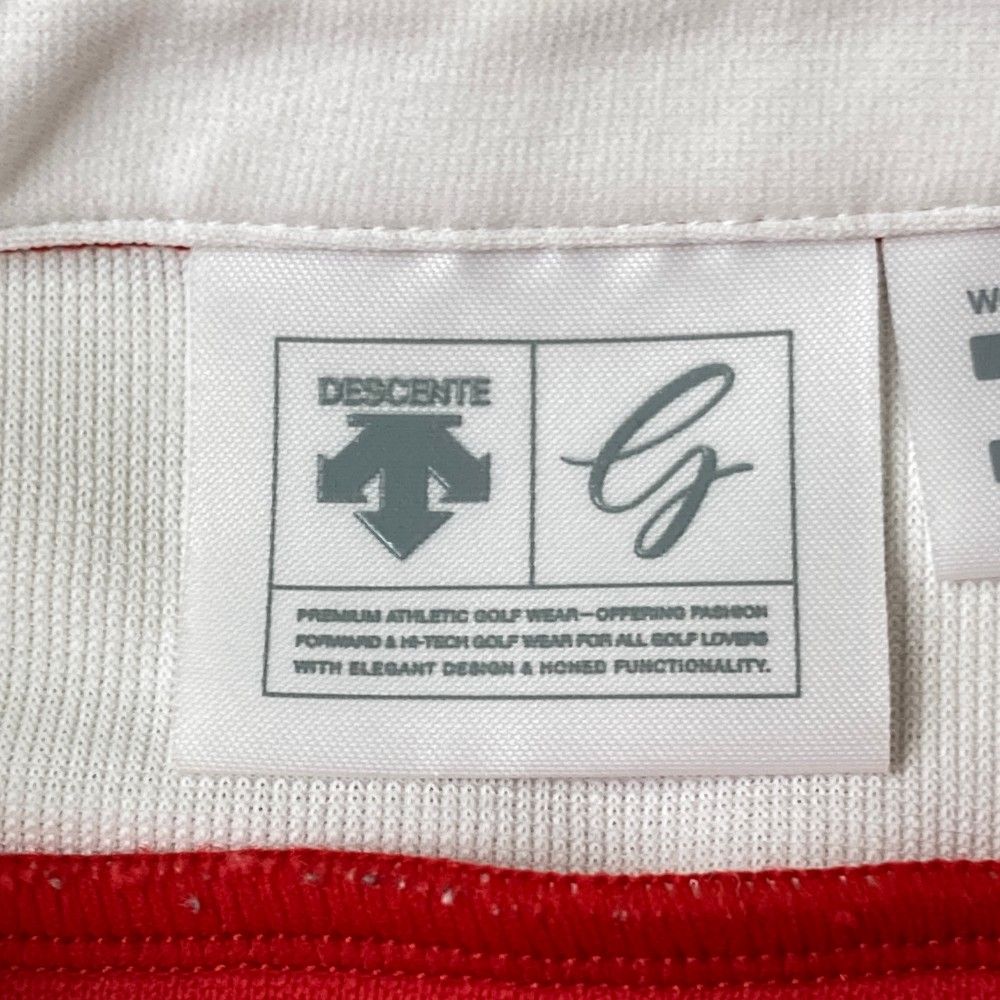 DESCENTE
G
PREMIUM ATHLETIC GOLF WEAR—OFFERING FASHION
FORWARD & HI-TECH GOLF WEAR FOR ALL GOLF LOVERS
WITH ELEGANT DESIGN & HONED FUNCTIONALITY.
W